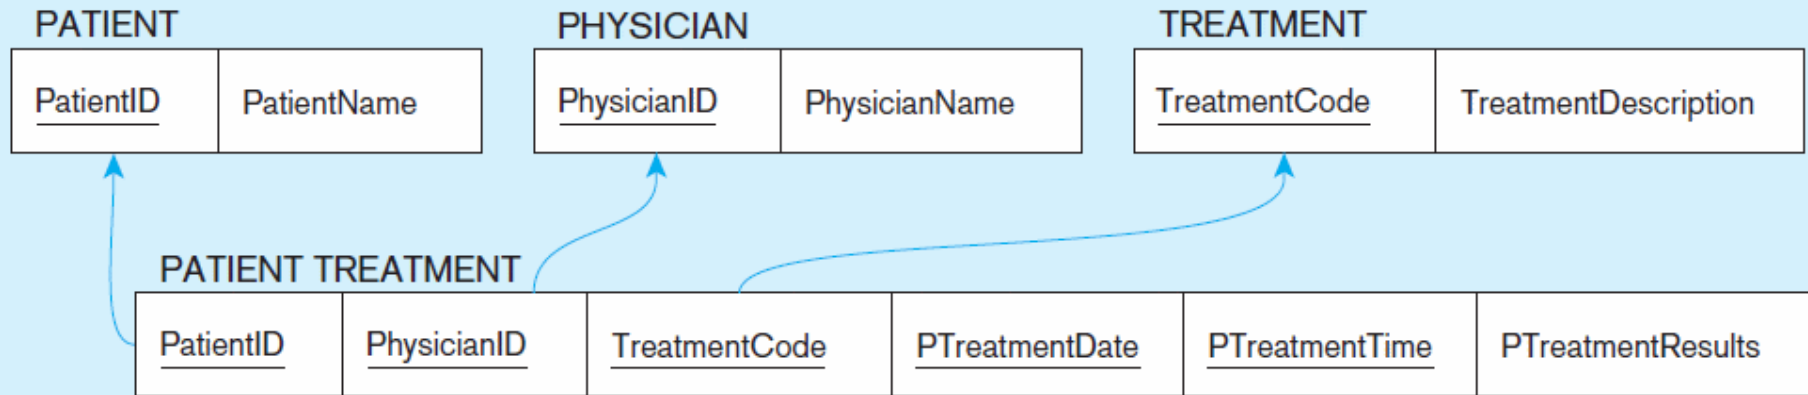 PATIENT
PatientID PatientName
PHYSICIAN
PhysicianID PhysicianName
TREATMENT
TreatmentCode TreatmentDescription
PATIENT TREATMENT
PatientID PhysicianID TreatmentCode PTreatmentDate PTreatmentTime PTreatmentResults